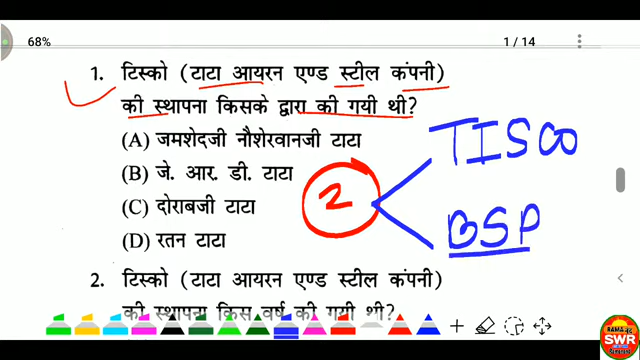 68%
1 / 14
1. टिस्को (टाटा आयरन एण्ड स्टील कंपनी)
की स्थापना किसके द्वारा की गयी थी?
(A) जमशेदजी नौशेरवानजी टाटा
(B) जे. आर. डी. टाटा
(C) दोराबजी टाटा
(D) रतन टाटा
2
TISCO
BSP
2. टिस्को (टाटा आयरन एण्ड स्टील कंपनी)
की स्थापना किस वर्ष की गयी थी?
SWR